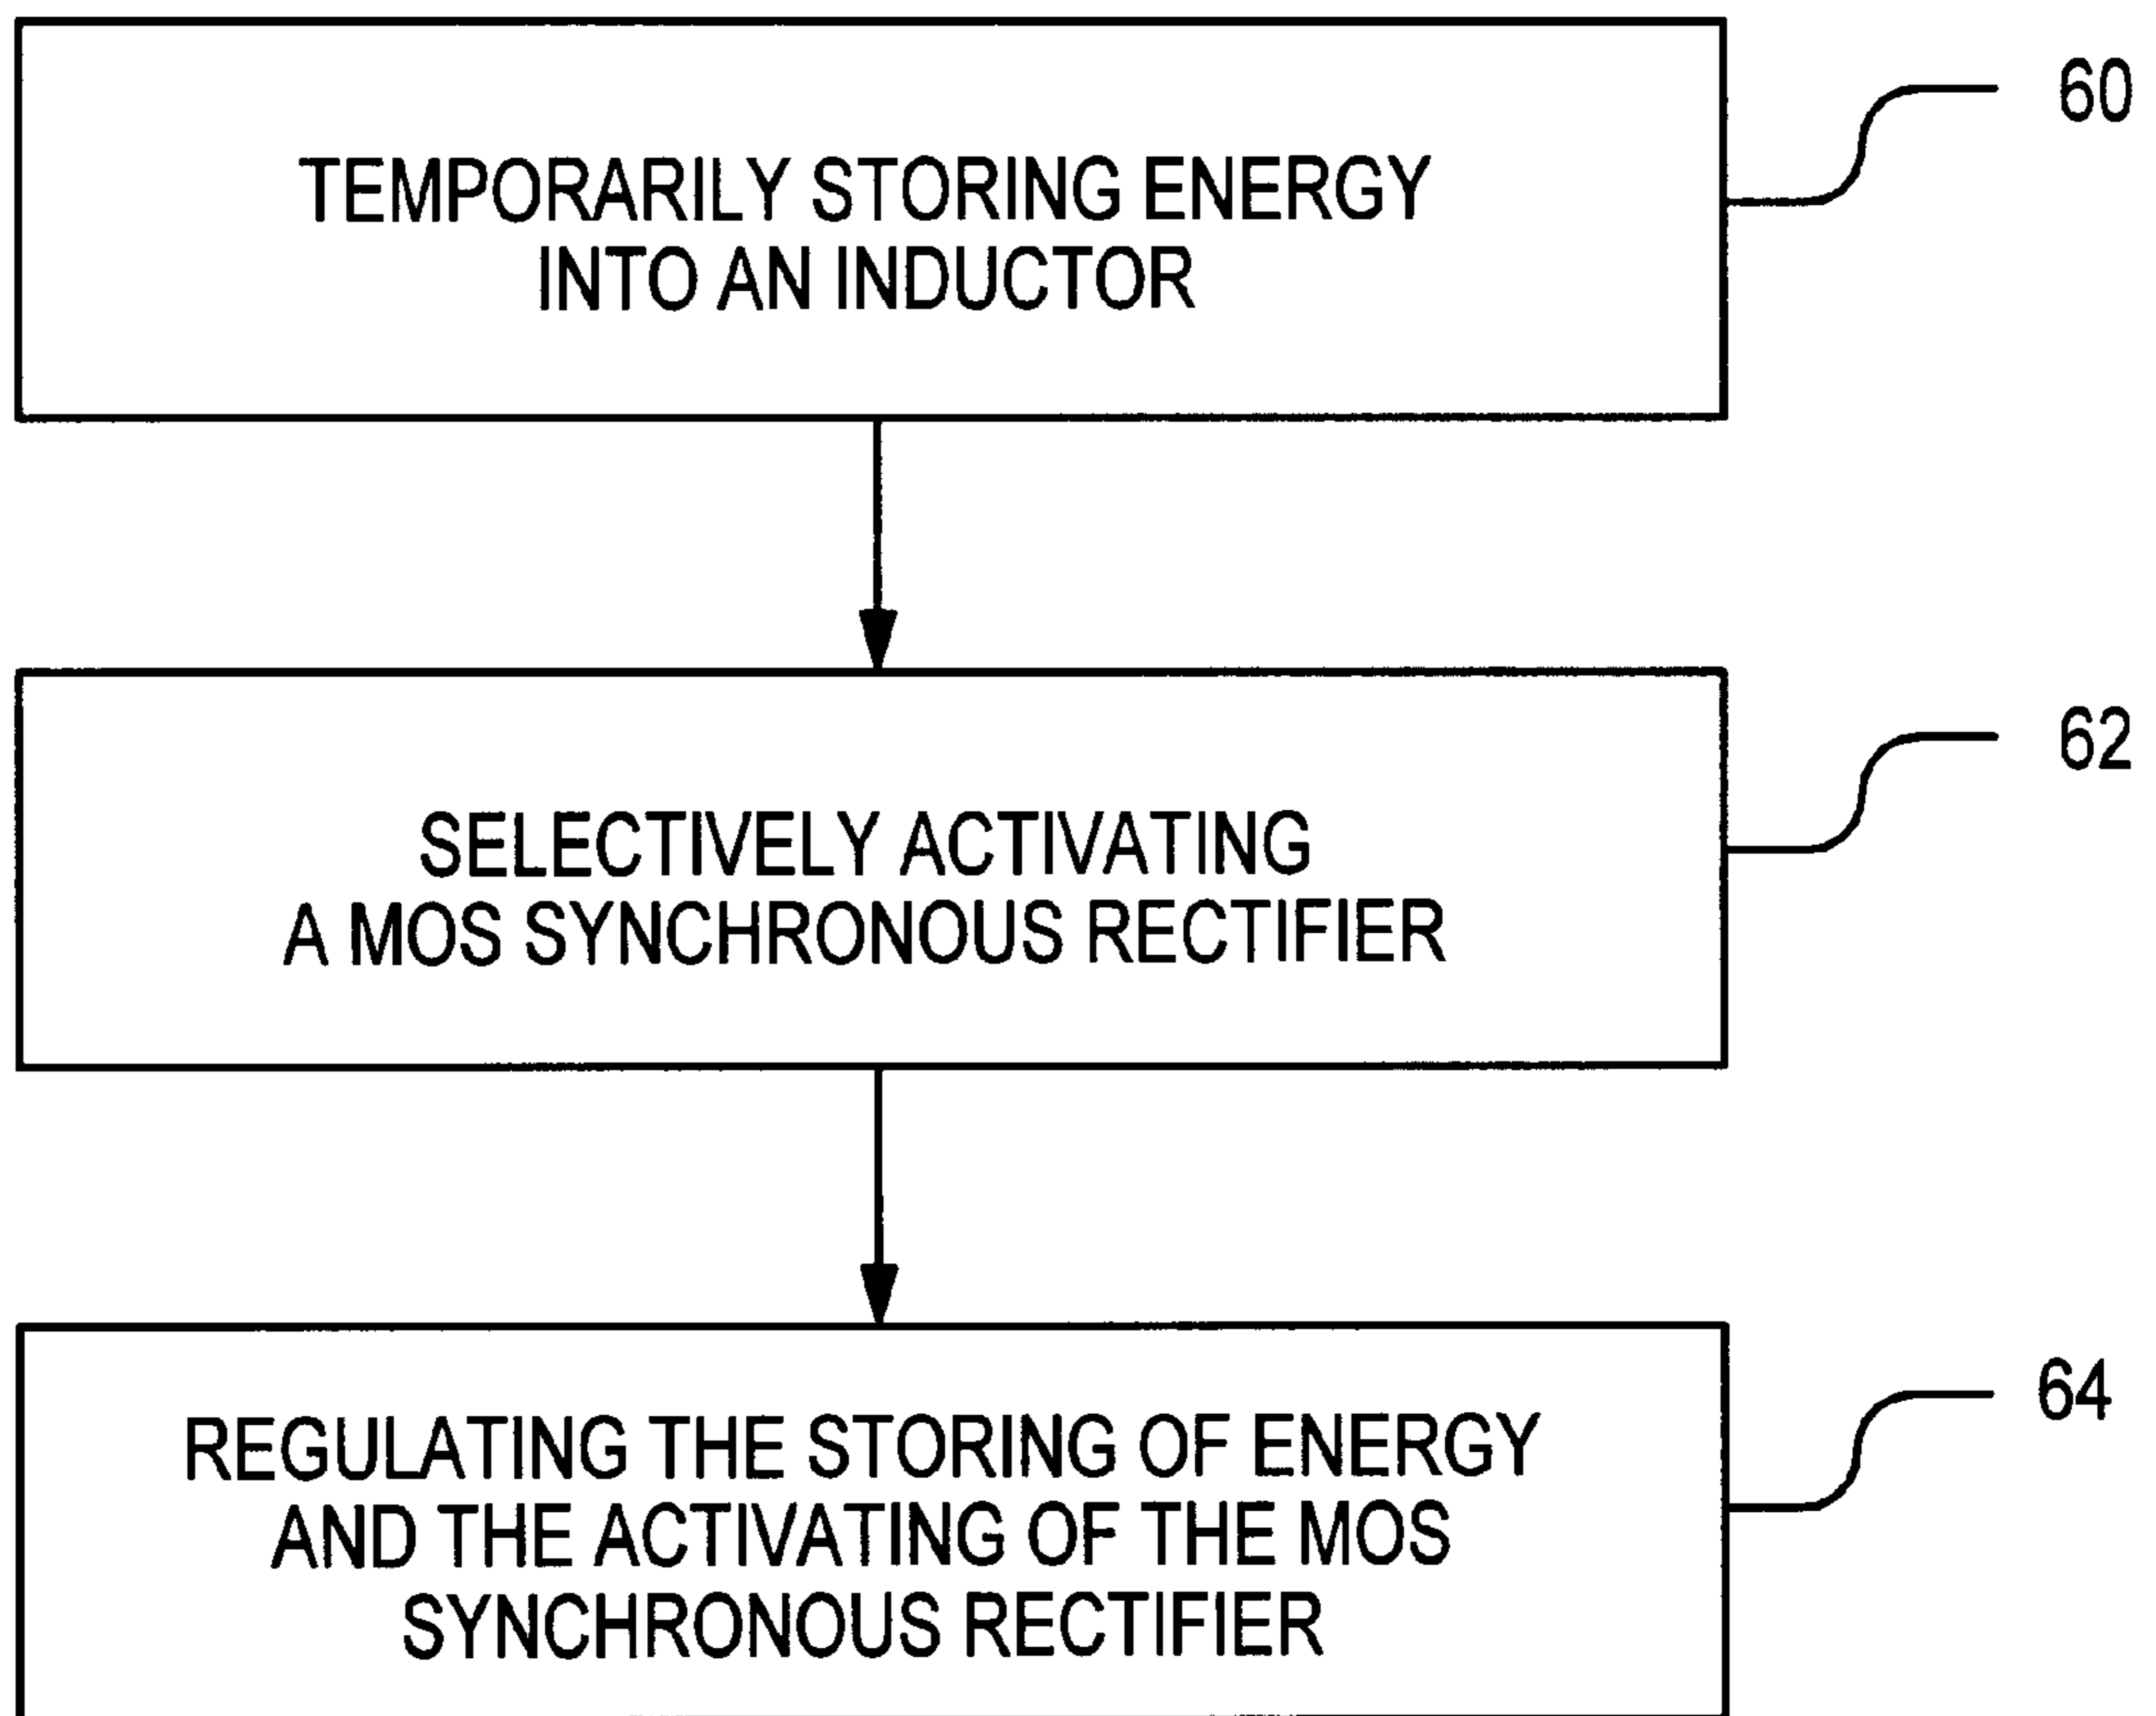 60
TEMPORARILY STORING ENERGY
INTO AN INDUCTOR
62
SELECTIVELY ACTIVATING
A MOS SYNCHRONOUS RECTIFIER
64
REGULATING THE STORING OF ENERGY
AND THE ACTIVATING OF THE MOS
SYNCHRONOUS RECTIFIER